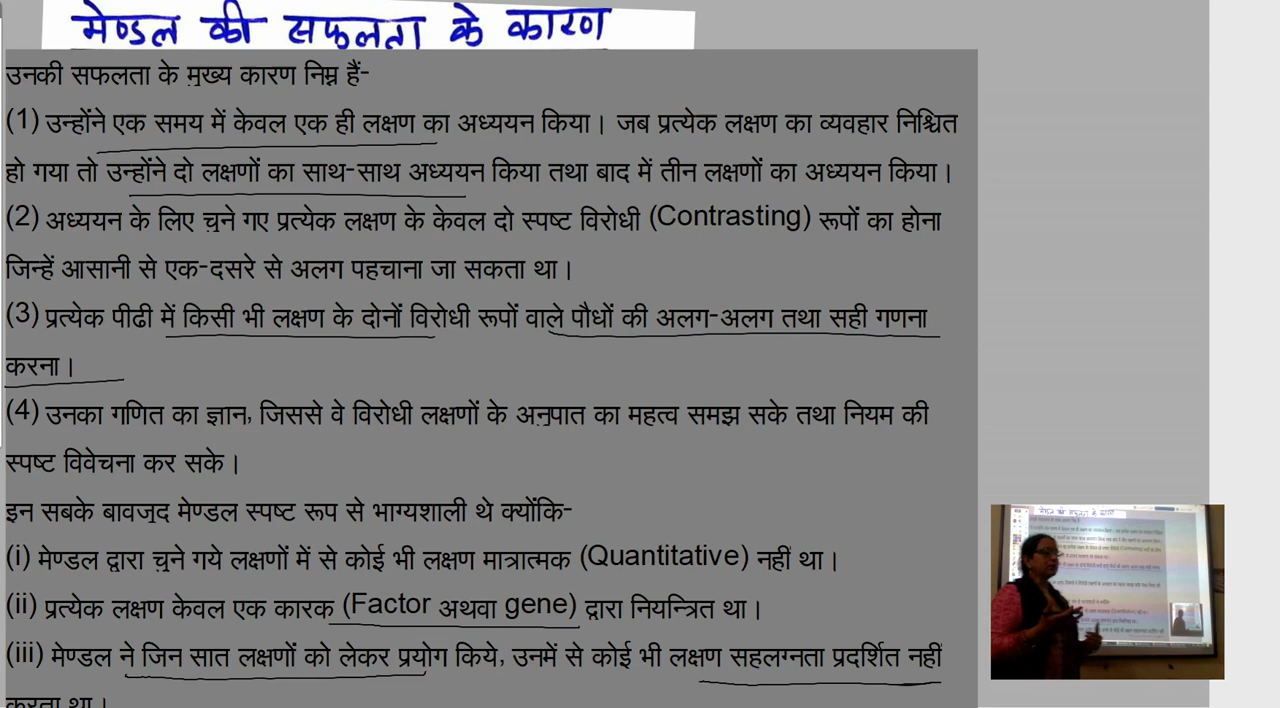 मेण्डल की सफलता के कारण
उनकी सफलता के मुख्य कारण निम्न हैं-
(1) उन्होंने एक समय में केवल एक ही लक्षण का अध्ययन किया। जब प्रत्येक लक्षण का व्यवहार निश्चित
हो गया तो उन्होंने दो लक्षणों का साथ-साथ अध्ययन किया तथा बाद में तीन लक्षणों का अध्ययन किया।
(2) अध्ययन के लिए चुने गए प्रत्येक लक्षण के केवल दो स्पष्ट विरोधी (Contrasting) रूपों का होना
जिन्हें आसानी से एक-दूसरे से अलग पहचाना जा सकता था।
(3) प्रत्येक पीढी में किसी भी लक्षण के दोनों विरोधी रूपों वाले पौधों की अलग-अलग तथा सही गणना
करना।
(4) उनका गणित का ज्ञान, जिससे वे विरोधी लक्षणों के अनुपात का महत्व समझ सके तथा नियम की
स्पष्ट विवेचना कर सके।
इन सबके बावजूद मेण्डल स्पष्ट रूप से भाग्यशाली थे क्योंकि-
(i) मेण्डल द्वारा चुने गये लक्षणों में से कोई भी लक्षण मात्रात्मक (Quantitative) नहीं था।
(ii) प्रत्येक लक्षण केवल एक कारक (Factor अथवा gene) द्वारा नियन्त्रित था।
(iii) मेण्डल ने जिन सात लक्षणों को लेकर प्रयोग किये, उनमें से कोई भी लक्षण सहलग्नता प्रदर्शित नहीं
करता था।